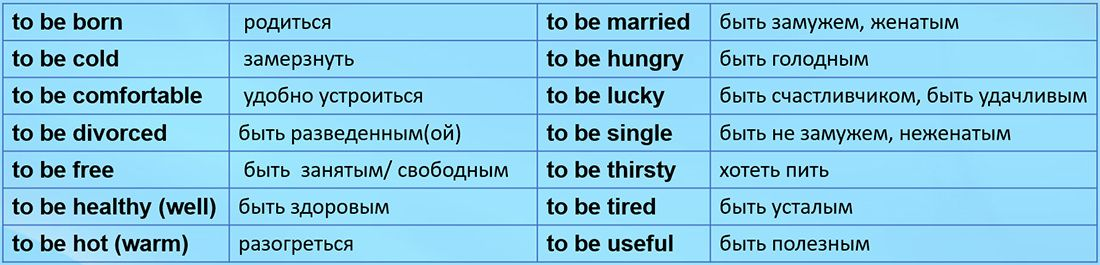 to be born родиться to be married быть замужем, женатым
to be cold замерзнуть to be hungry быть голодным
to be comfortable удобно устроиться to be lucky быть счастливчиком, быть удачливым
to be divorced быть разведенным(ой) to be single быть не замужем, неженатым
to be free быть занятым/ свободным to be thirsty хотеть пить
to be healthy (well) быть здоровым to be tired быть усталым
to be hot (warm) разогреться to be useful быть полезным